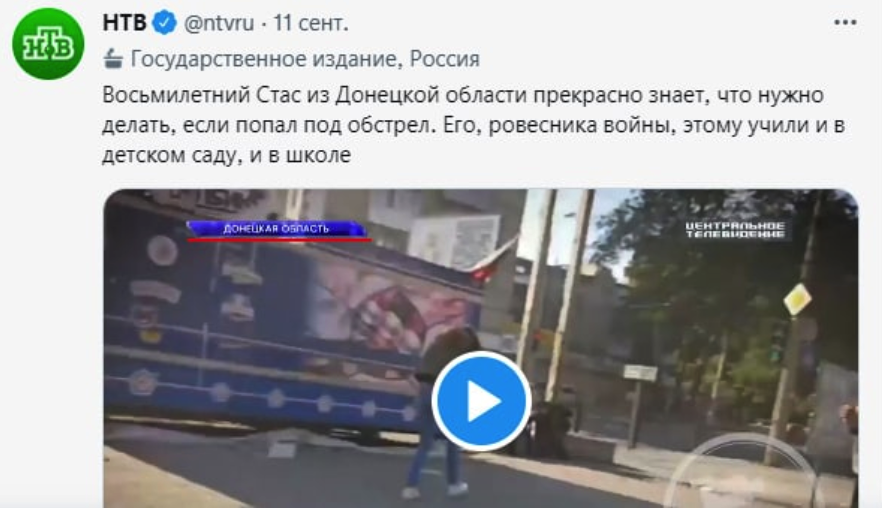 НТВ @ntvru · 11 сент.
НТВ
Государственное издание, Россия
Восьмилетний Стас из Донецкой области прекрасно знает, что нужно
делать, если попал под обстрел. Его, ровесника войны, этому учили и в
детском саду, и в школе
ДОНЕЦКАЯ ОБЛАСТЬ
ЦЕНТРАЛЬНОЕ
ТЕЛЕВИДЕНИЕ